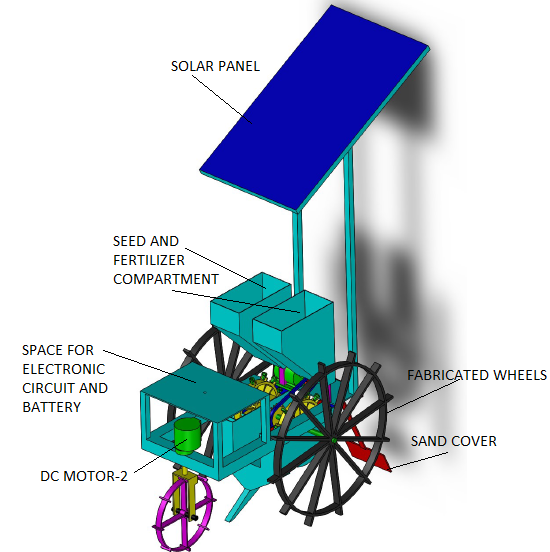 SOLAR PANEL
SEED AND
FERTILIZER
COMPARTMENT
SPACE FOR
ELECTRONIC
CIRCUIT AND
BATTERY
FABRICATED WHEELS
SAND COVER
DC MOTOR-2